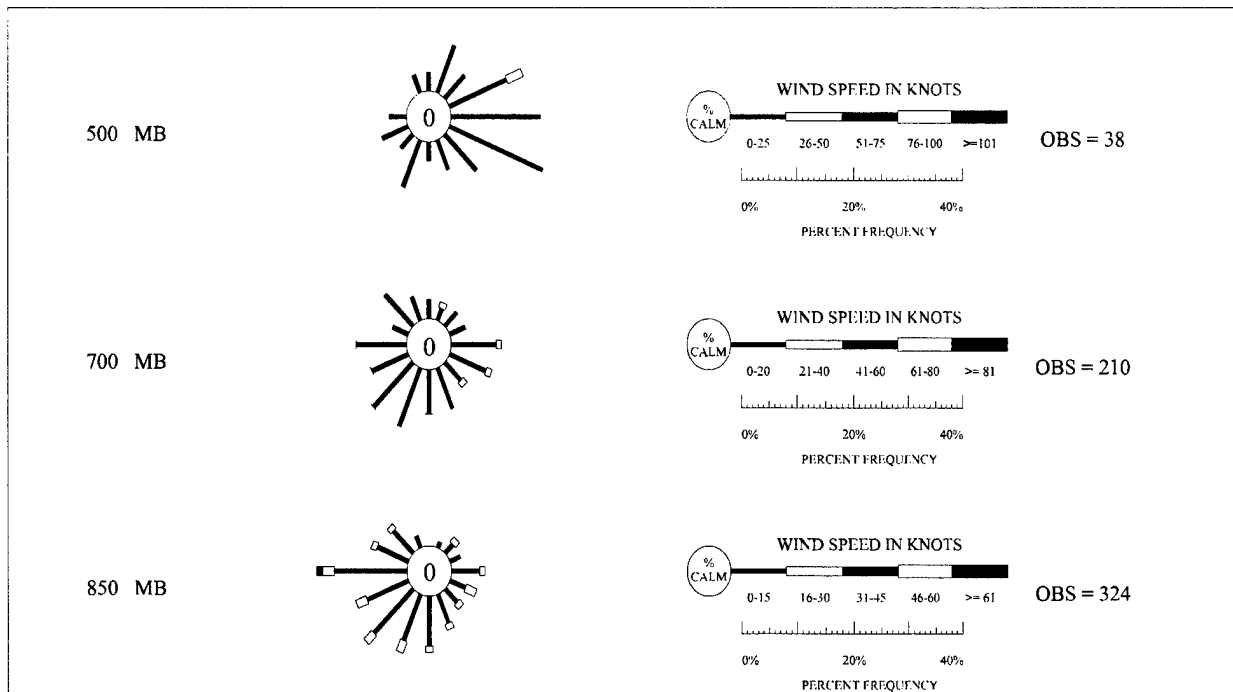 0
WIND SPEED IN KNOTS
% CALM
500 MB
0-25 26-50 51-75 76-100 >=101
OBS = 38
0% 20% 40%
PERCENT FREQUENCY
0
WIND SPEED IN KNOTS
% CALM
700 MB
0-20 21-40 41-60 61-80 >= 81
OBS = 210
0% 20% 40%
PERCENT FREQUENCY
0
WIND SPEED IN KNOTS
% CALM
850 MB
0-15 16-30 31-45 46-60 >= 61
OBS = 324
0% 20% 40%
PERCENT FREQUENCY